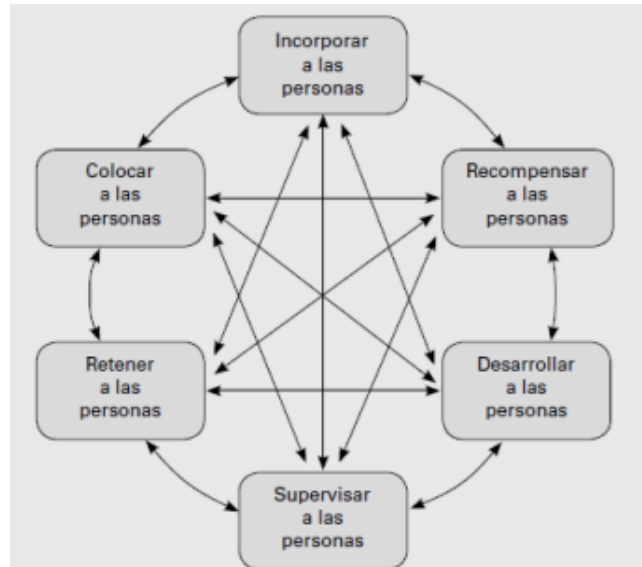 Incorporar
a las
personas
Colocar
a las
personas
Recompensar
a las
personas
Retener
a las
personas
Desarrollar
a las
personas
Supervisar
a las
personas